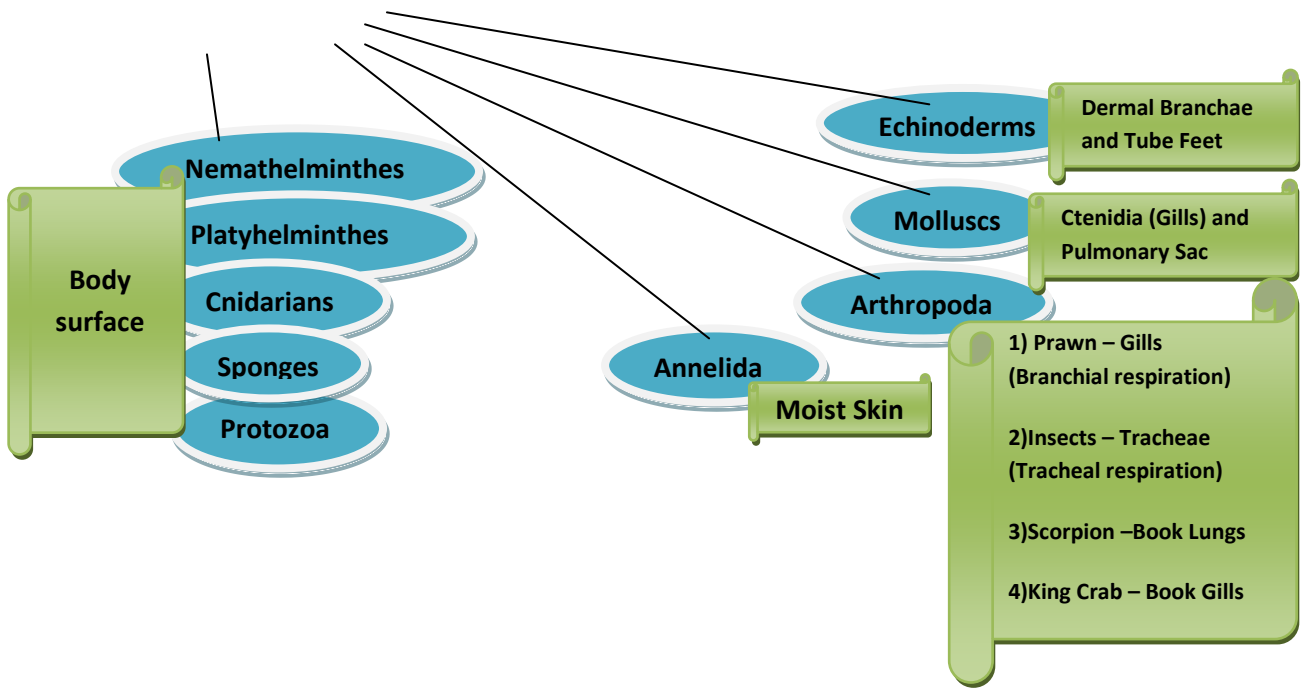 Nemathelminthes
Platyhelminthes
Cnidarians
Sponges
Protozoa
Body
surface
Echinoderms
Dermal Branchae
and Tube Feet
Molluscs
Ctenidia (Gills) and
Pulmonary Sac
Arthropoda
1) Prawn – Gills
(Branchial respiration)
2)Insects – Tracheae
(Tracheal respiration)
3)Scorpion –Book Lungs
4)King Crab – Book Gills
Annelida
Moist Skin